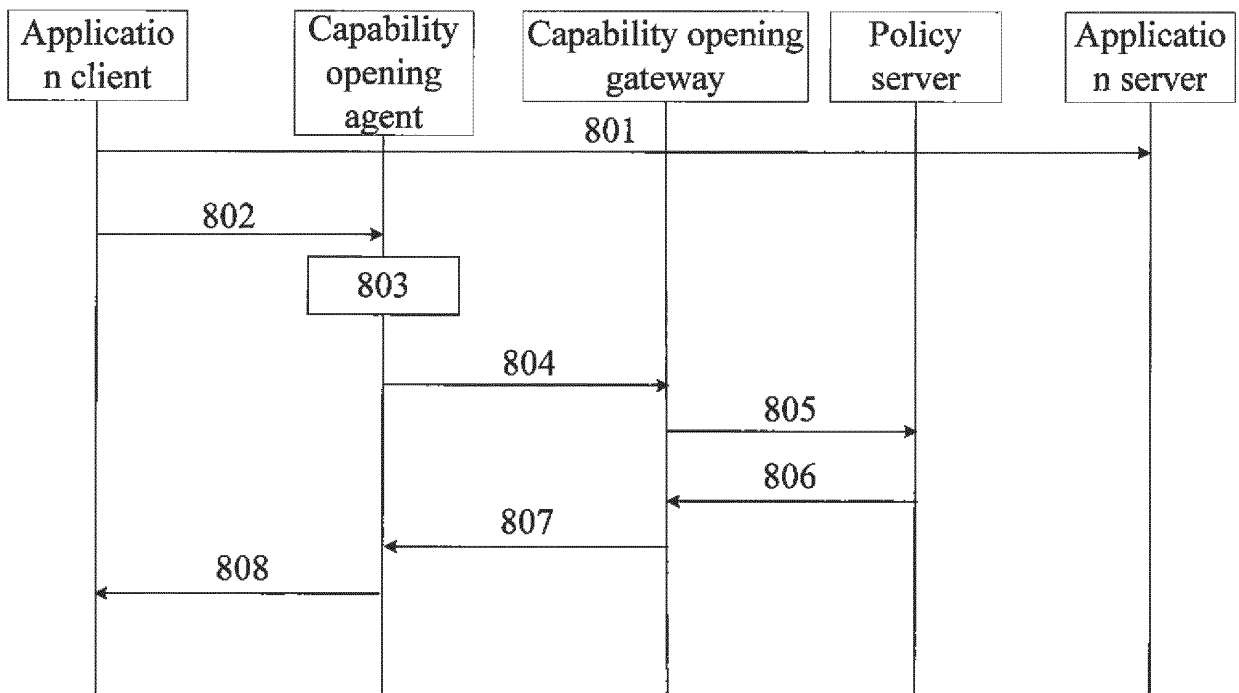 Applicatio
n client
Capability
opening
agent
Capability opening
gateway
Policy
server
Applicatio
n server
801
802
803
804
805
806
807
808